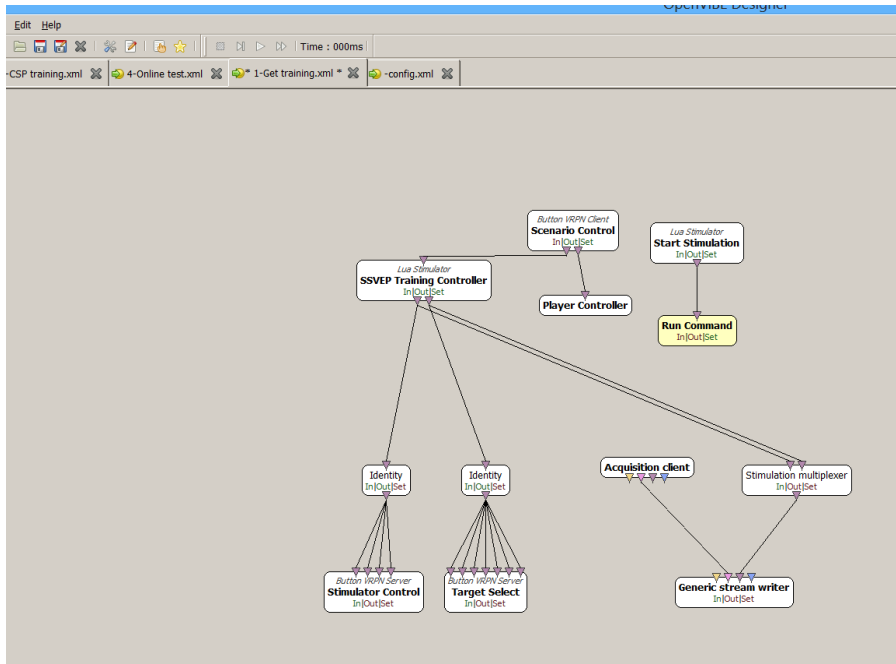 OpenVIBE Designer
Edit Help
Time : 000ms
-CSP training.xml
4-Online test.xml
* 1-Get training.xml *
-config.xml
Button VRPN Client
Scenario Control
In|Out|Set
Lua Stimulator
Start Stimulation
In|Out|Set
Lua Stimulator
SSVEP Training Controller
In|Out|Set
Player Controller
Run Command
In|Out|Set
Identity
In|Out|Set
Identity
In|Out|Set
Acquisition client
Stimulation multiplexer
In|Out|Set
Button VRPN Server
Stimulator Control
In|Out|Set
Button VRPN Server
Target Select
In|Out|Set
Generic stream writer
In|Out|Set